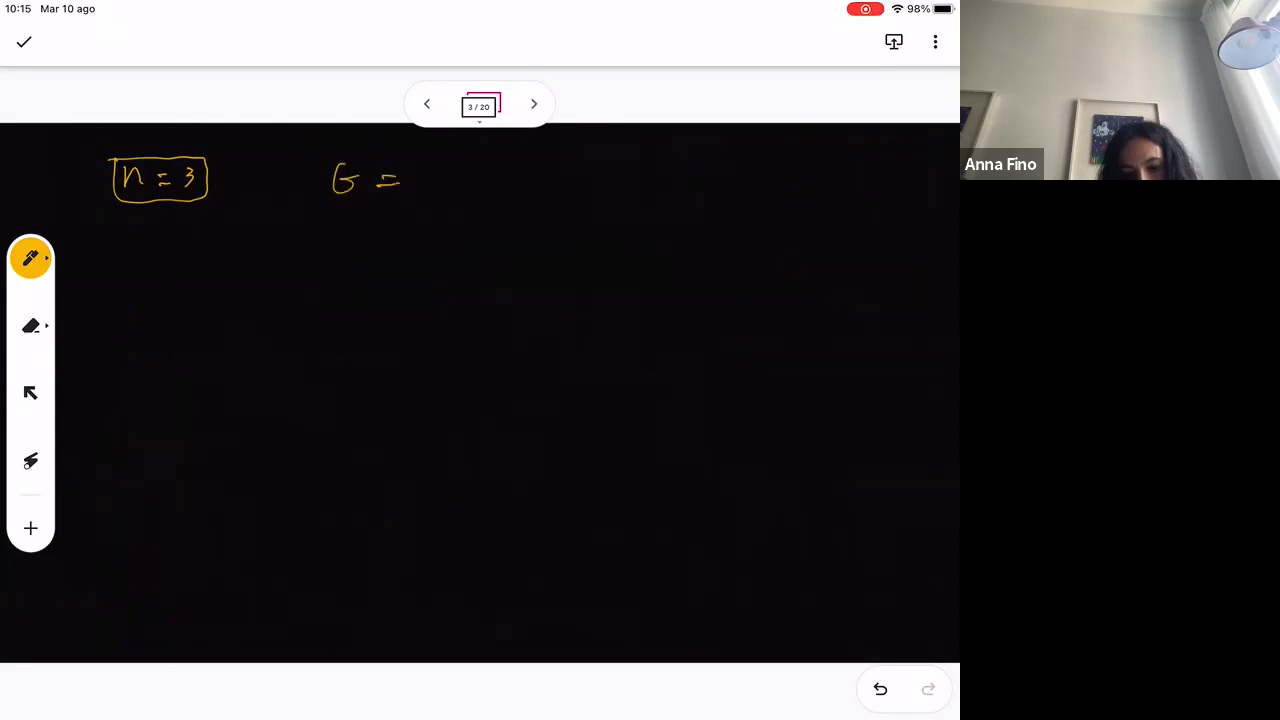 10:15 Mar 10 ago 98%
3 / 20
n = 3 G =
Anna Fino